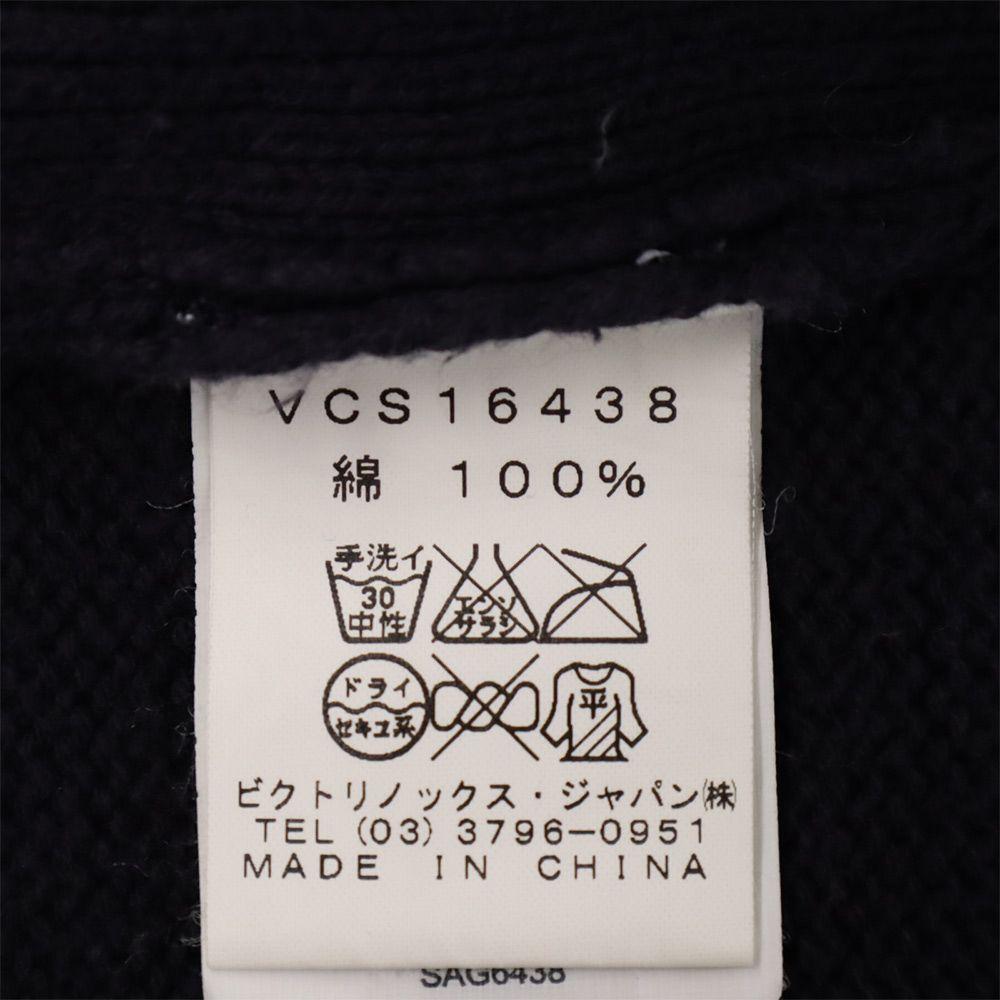 VCS16438
綿 100%
手洗イ
30
中性
エンソ
サラシ
ドライ
セキユ系
平
ビクトリノックス・ジャパン㈱
TEL (03) 3796-0951
MADE IN CHINA
SAG6438